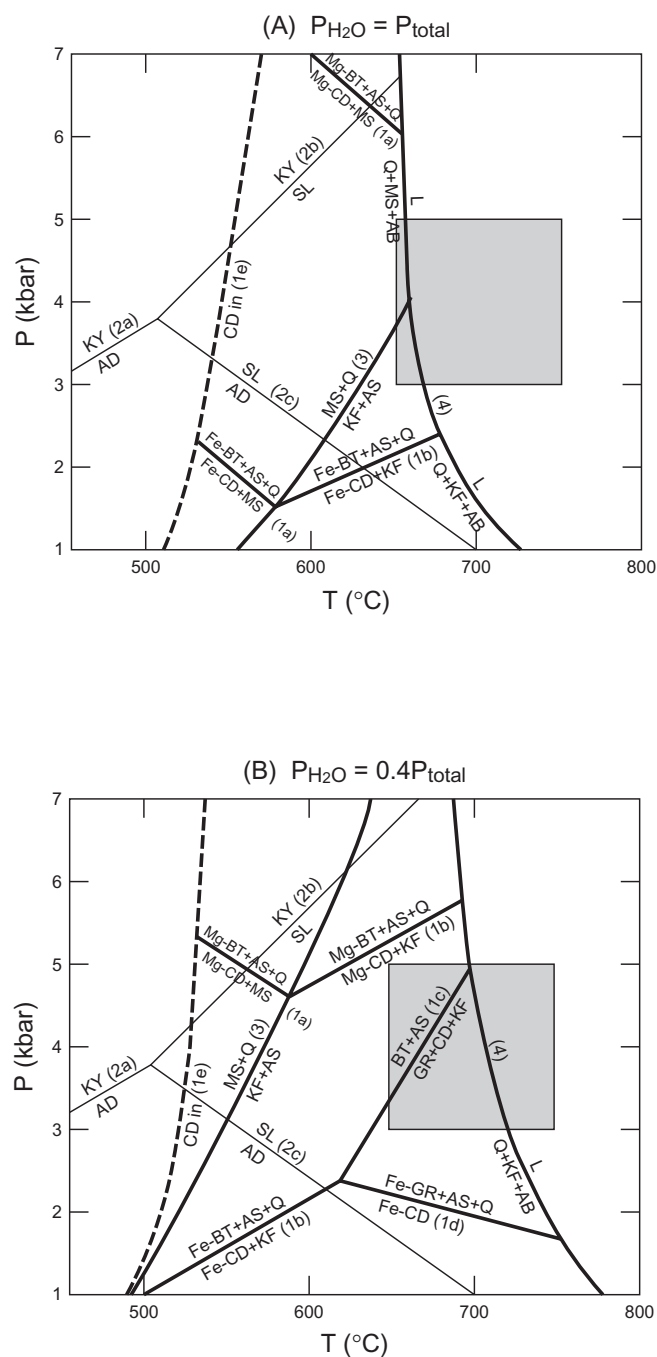 (A) P_H2O = P_total
7
6
5
4
3
2
1
P (kbar)
500
600
700
800
T (°C)
Mg-BT+AS+Q
Mg-CD+MS (1a)
KY (2b)
SL
L
Q+MS+AB
CD in (1e)
KY (2a)
AD
SL (2c)
AD
MS+Q (3)
KF+AS
(4)
Fe-BT+AS+Q
Fe-CD+MS
(1a)
Fe-BT+AS+Q
Fe-CD+KF (1b)
L
Q+KF+AB
(B) P_H2O = 0.4P_total
7
6
5
4
3
2
1
P (kbar)
500
600
700
800
T (°C)
KY (2b)
SL
Mg-BT+AS+Q
Mg-CD+MS
(1a)
Mg-BT+AS+Q
Mg-CD+KF (1b)
KY (2a)
AD
CD in (1e)
MS+Q (3)
KF+AS
BT+AS (1c)
GR+CD+KF
(4)
SL (2c)
AD
L
Q+KF+AB
Fe-BT+AS+Q
Fe-CD+KF (1b)
Fe-GR+AS+Q
Fe-CD (1d)